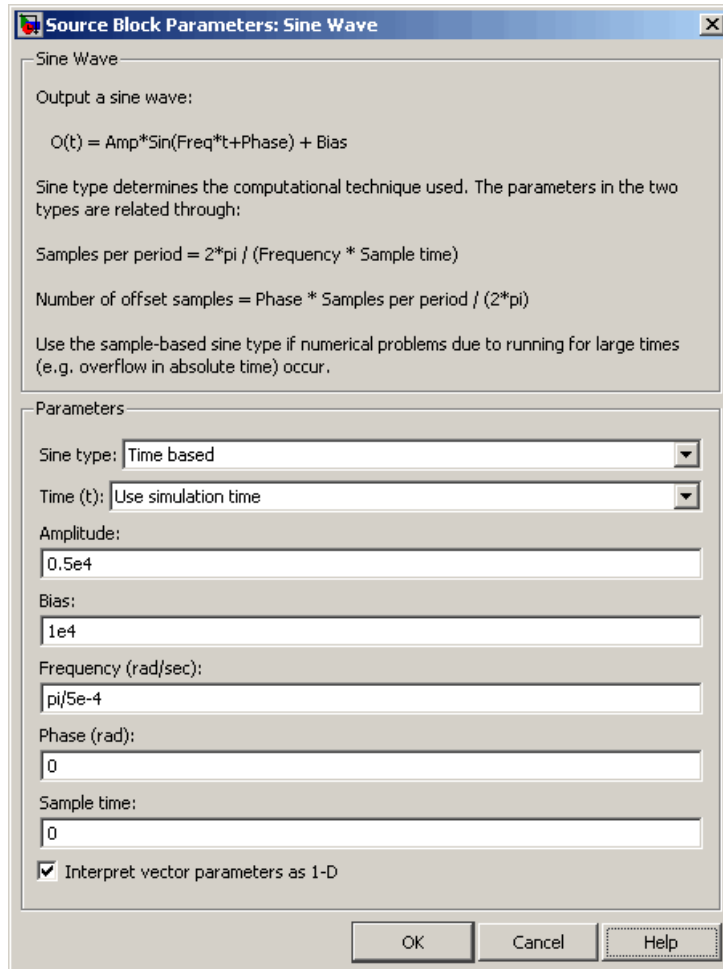 Source Block Parameters: Sine Wave
Sine Wave
Output a sine wave:
O(t) = Amp*Sin(Freq*t+Phase) + Bias
Sine type determines the computational technique used. The parameters in the two
types are related through:
Samples per period = 2*pi / (Frequency * Sample time)
Number of offset samples = Phase * Samples per period / (2*pi)
Use the sample-based sine type if numerical problems due to running for large times
(e.g. overflow in absolute time) occur.
Parameters
Sine type: Time based
Time (t): Use simulation time
Amplitude:
0.5e4
Bias:
1e4
Frequency (rad/sec):
pi/5e-4
Phase (rad):
0
Sample time:
0
Interpret vector parameters as 1-D
OK Cancel Help